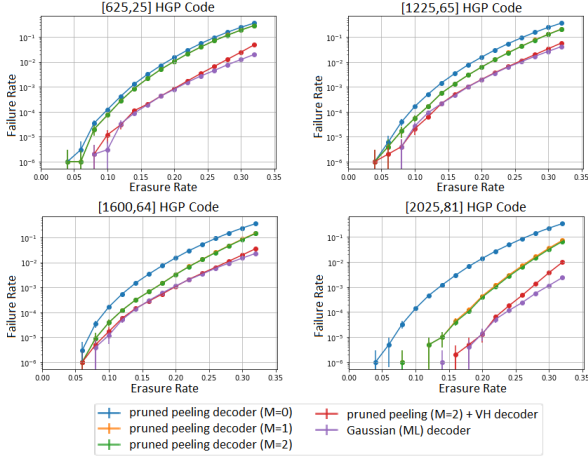 [625,25] HGP Code
10⁻¹
10⁻²
10⁻³
10⁻⁴
10⁻⁵
10⁻⁶
Failure Rate
0.00 0.05 0.10 0.15 0.20 0.25 0.30 0.35
Erasure Rate
[1225,65] HGP Code
10⁻¹
10⁻²
10⁻³
10⁻⁴
10⁻⁵
10⁻⁶
Failure Rate
0.00 0.05 0.10 0.15 0.20 0.25 0.30 0.35
Erasure Rate
[1600,64] HGP Code
10⁻¹
10⁻²
10⁻³
10⁻⁴
10⁻⁵
10⁻⁶
Failure Rate
0.00 0.05 0.10 0.15 0.20 0.25 0.30 0.35
Erasure Rate
[2025,81] HGP Code
10⁻¹
10⁻²
10⁻³
10⁻⁴
10⁻⁵
10⁻⁶
Failure Rate
0.00 0.05 0.10 0.15 0.20 0.25 0.30 0.35
Erasure Rate
pruned peeling decoder (M=0)
pruned peeling decoder (M=1)
pruned peeling decoder (M=2)
pruned peeling (M=2) + VH decoder
Gaussian (ML) decoder